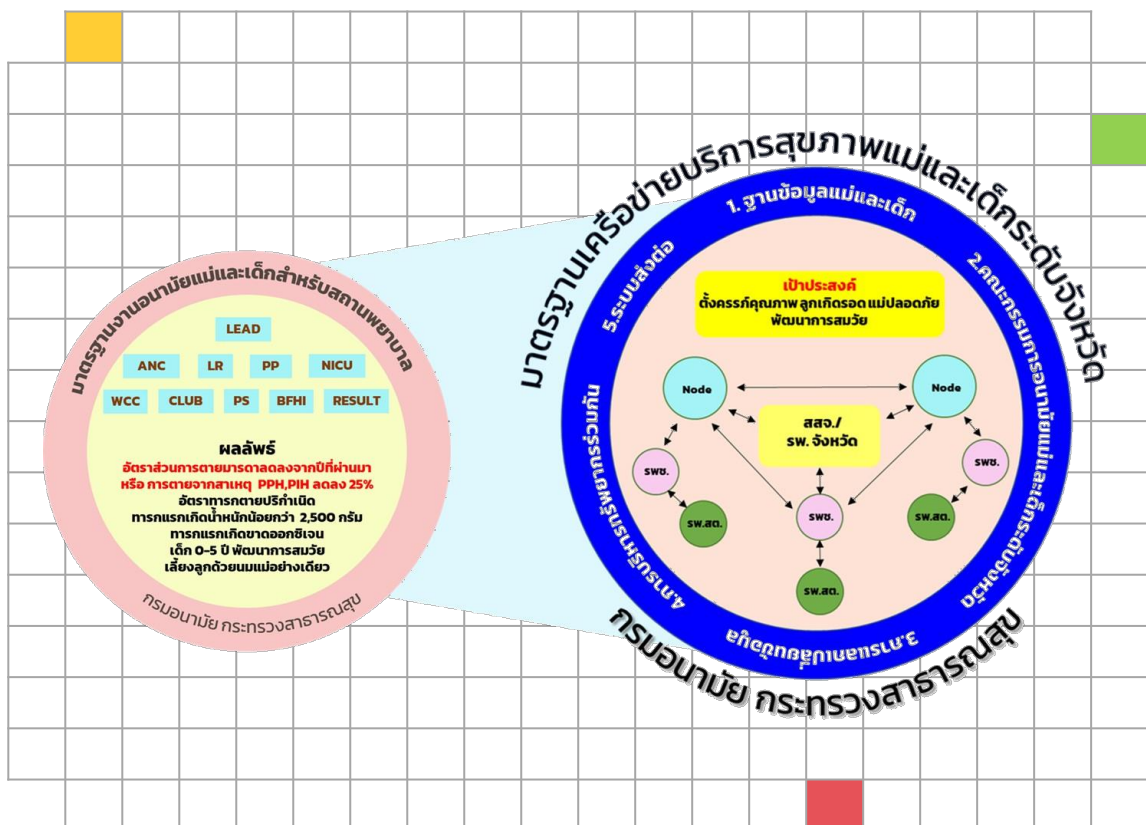 มาตรฐานงานอนามัยแม่และเด็กสำหรับสถานพยาบาล
LEAD
ANC LR PP NICU
WCC CLUB PS BFHI RESULT
ผลลัพธ์
อัตราส่วนการตายมารดาลดลงจากปีที่ผ่านมา
หรือ การตายจากสาเหตุ PPH,PIH ลดลง 25%
อัตราทารกตายปริกำเนิด
ทารกแรกเกิดน้ำหนักน้อยกว่า 2,500 กรัม
ทารกแรกเกิดขาดออกซิเจน
เด็ก 0-5 ปี พัฒนาการสมวัย
เลี้ยงลูกด้วยนมแม่อย่างเดียว
กรมอนามัย กระทรวงสาธารณสุข
มาตรฐานเครือข่ายบริการสุขภาพแม่และเด็กระดับจังหวัด
1. ฐานข้อมูลแม่และเด็ก
2.คณะกรรมการอนามัยแม่และเด็กระดับจังหวัด
3.การแลกเปลี่ยนข้อมูล
4.การบริหารทรัพยากรร่วมกัน
5.ระบบส่งต่อ
เป้าประสงค์
ตั้งครรภ์คุณภาพ ลูกเกิดรอด แม่ปลอดภัย
พัฒนาการสมวัย
Node
Node
สสจ./
รพ. จังหวัด
รพช.
รพช.
รพช.
รพ.สต.
รพ.สต.
รพ.สต.
กรมอนามัย กระทรวงสาธารณสุข